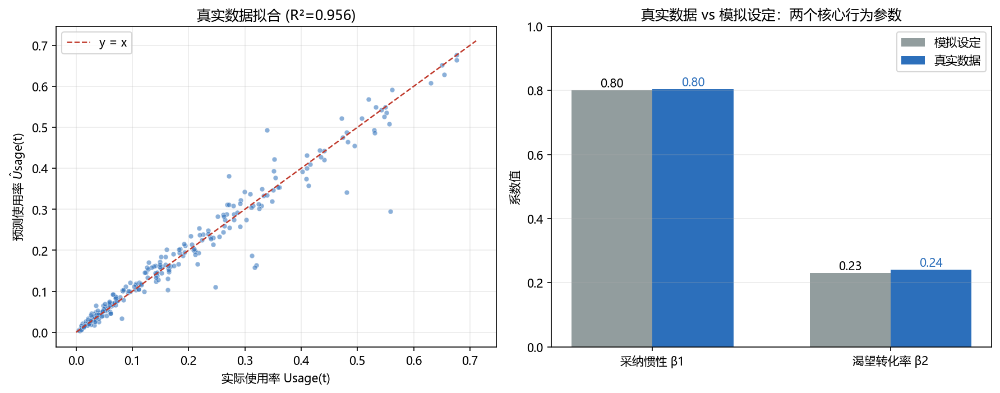 真实数据拟合 (R²=0.956)
y = x
0.7
0.6
0.5
0.4
0.3
0.2
0.1
0.0
预测使用率 Ûsage(t)
0.0 0.1 0.2 0.3 0.4 0.5 0.6 0.7
实际使用率 Usage(t)
真实数据 vs 模拟设定：两个核心行为参数
模拟设定
真实数据
1.0
0.8
0.6
0.4
0.2
0.0
系数值
0.80 0.80
0.23 0.24
采纳惯性 β1 渴望转化率 β2